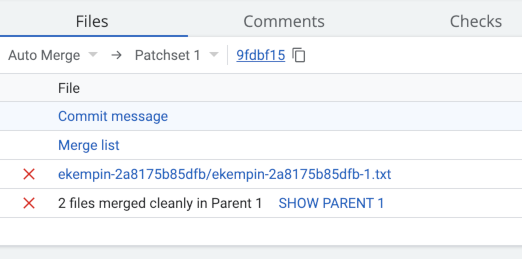 Files Comments Checks
Auto Merge → Patchset 1 9fdbf15
File
Commit message
Merge list
ekempin-2a8175b85dfb/ekempin-2a8175b85dfb-1.txt
2 files merged cleanly in Parent 1 SHOW PARENT 1